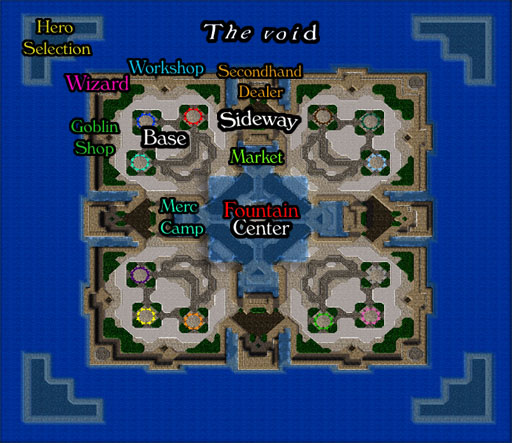 Hero
Selection
The void
Workshop
Secondhand
Dealer
Wizard
Sideway
Goblin
Shop
Base
Market
Merc
Camp
Fountain
Center